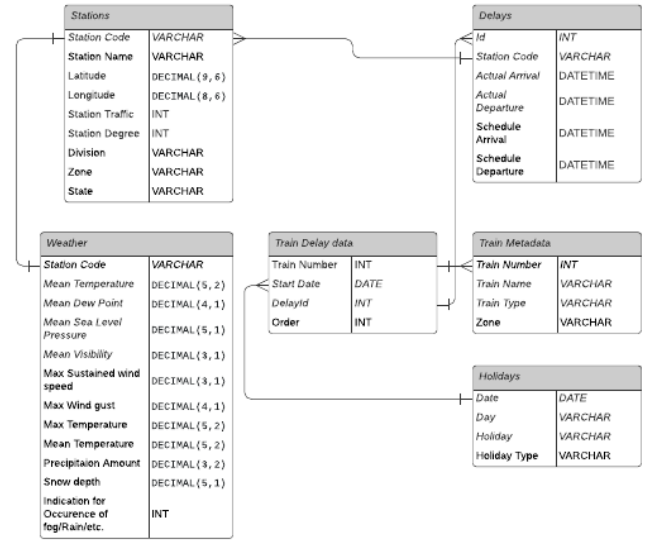 Stations
Station Code VARCHAR
Station Name VARCHAR
Latitude DECIMAL(9,6)
Longitude DECIMAL(8,6)
Station Traffic INT
Station Degree INT
Division VARCHAR
Zone VARCHAR
State VARCHAR
Delays
Id INT
Station Code VARCHAR
Actual Arrival DATETIME
Actual
Departure DATETIME
Schedule
Arrival DATETIME
Schedule
Departure DATETIME
Weather
Station Code VARCHAR
Mean Temperature DECIMAL(5,2)
Mean Dew Point DECIMAL(4,1)
Mean Sea Level
Pressure DECIMAL(5,1)
Mean Visibility DECIMAL(3,1)
Max Sustained wind
speed DECIMAL(3,1)
Max Wind gust DECIMAL(4,1)
Max Temperature DECIMAL(5,2)
Mean Temperature DECIMAL(5,2)
Precipitaion Amount DECIMAL(3,2)
Snow depth DECIMAL(5,1)
Indication for
Occurence of
fog/Rain/etc. INT
Train Delay data
Train Number INT
Start Date DATE
DelayId INT
Order INT
Train Metadata
Train Number INT
Train Name VARCHAR
Train Type VARCHAR
Zone VARCHAR
Holidays
Date DATE
Day VARCHAR
Holiday VARCHAR
Holiday Type VARCHAR